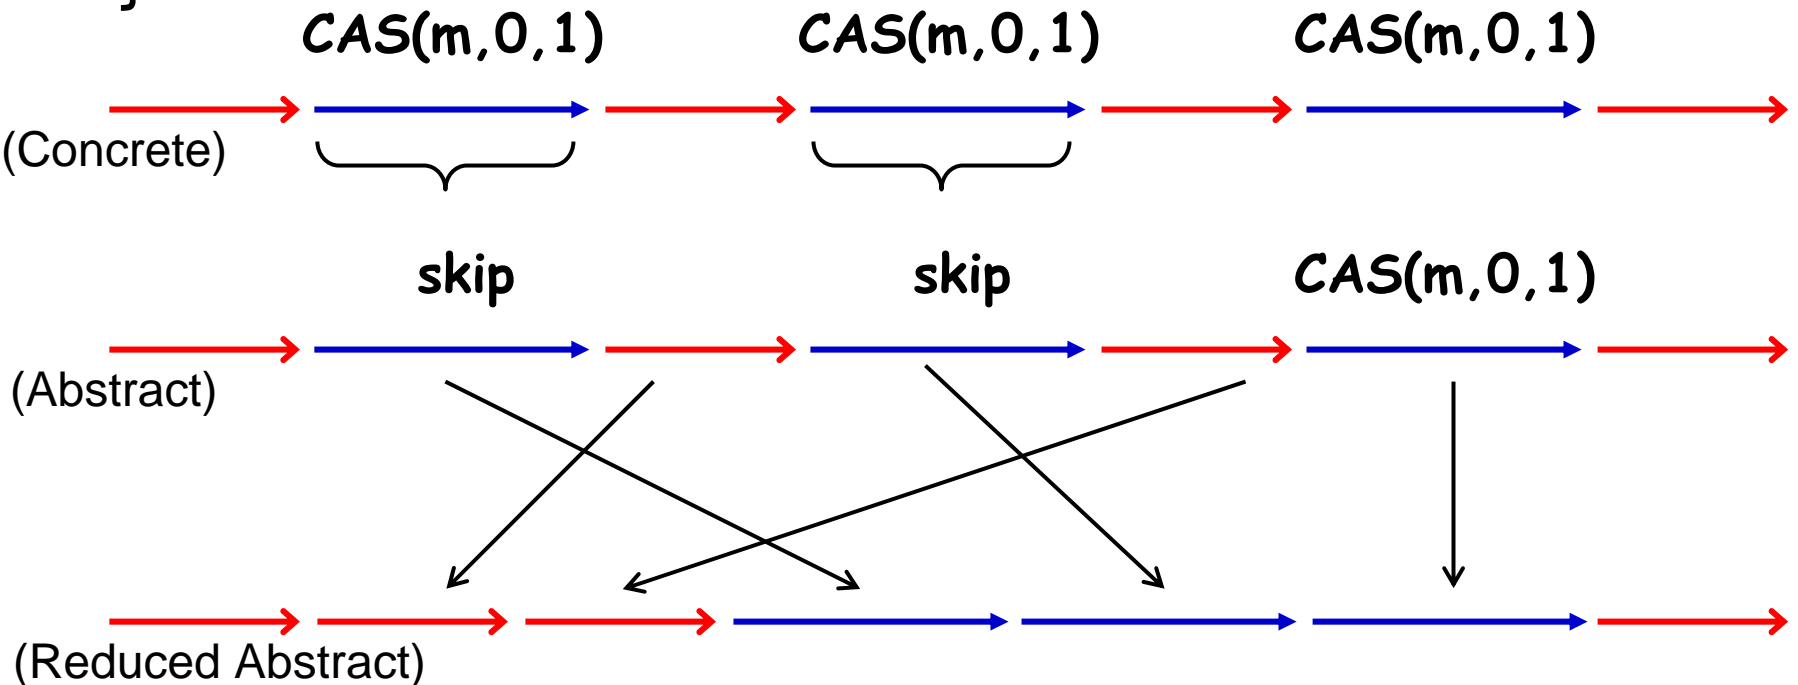 CAS(m,0,1) CAS(m,0,1) CAS(m,0,1)
(Concrete)
skip skip CAS(m,0,1)
(Abstract)
(Reduced Abstract)